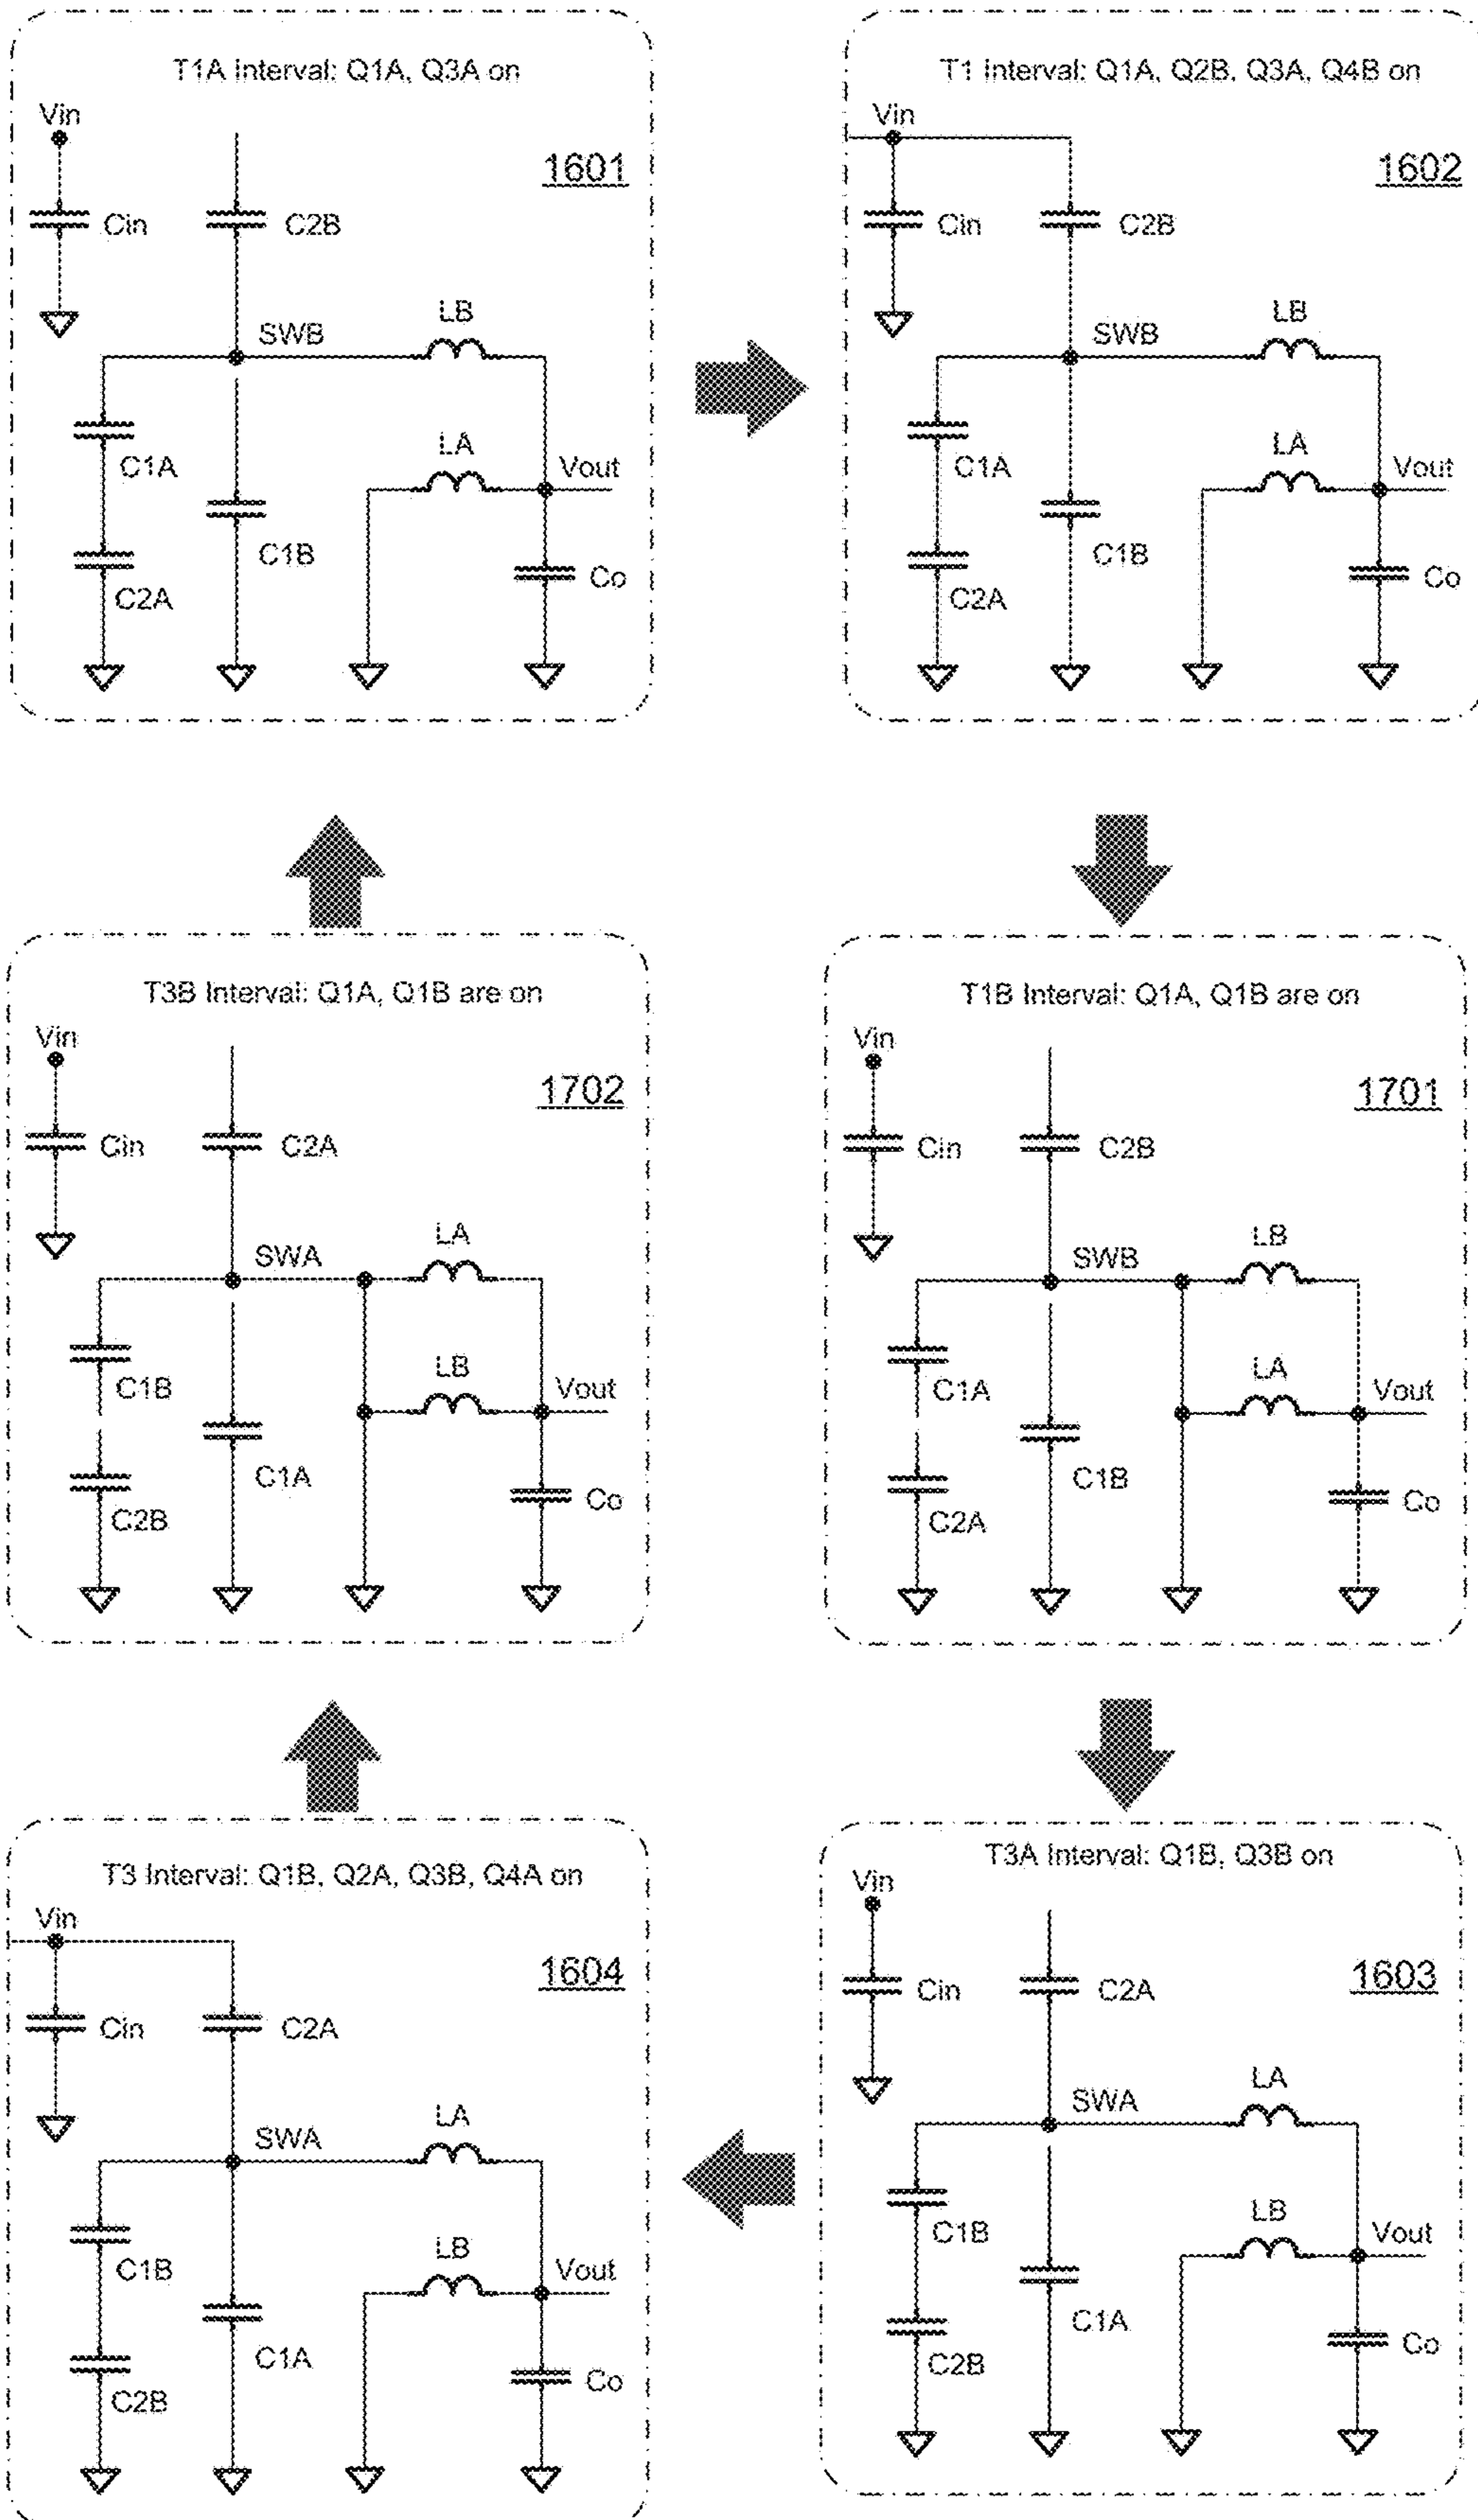 T1A Interval: Q1A, Q3A on
Vin
1601
Cin
C2B
SWB
LB
C1A
LA
Vout
C1B
C2A
Co
T1 Interval: Q1A, Q2B, Q3A, Q4B on
Vin
1602
Cin
C2B
SWB
LB
C1A
LA
Vout
C1B
C2A
Co
T3B Interval: Q1A, Q1B are on
Vin
1702
Cin
C2A
SWA
LA
C1B
LB
Vout
C1A
C2B
Co
T1B Interval: Q1A, Q1B are on
Vin
1701
Cin
C2B
SWB
LB
C1A
LA
Vout
C1B
C2A
Co
T3 Interval: Q1B, Q2A, Q3B, Q4A on
Vin
1604
Cin
C2A
SWA
LA
C1B
LB
Vout
C1A
C2B
Co
T3A Interval: Q1B, Q3B on
Vin
1603
Cin
C2A
SWA
LA
C1B
LB
Vout
C1A
C2B
Co